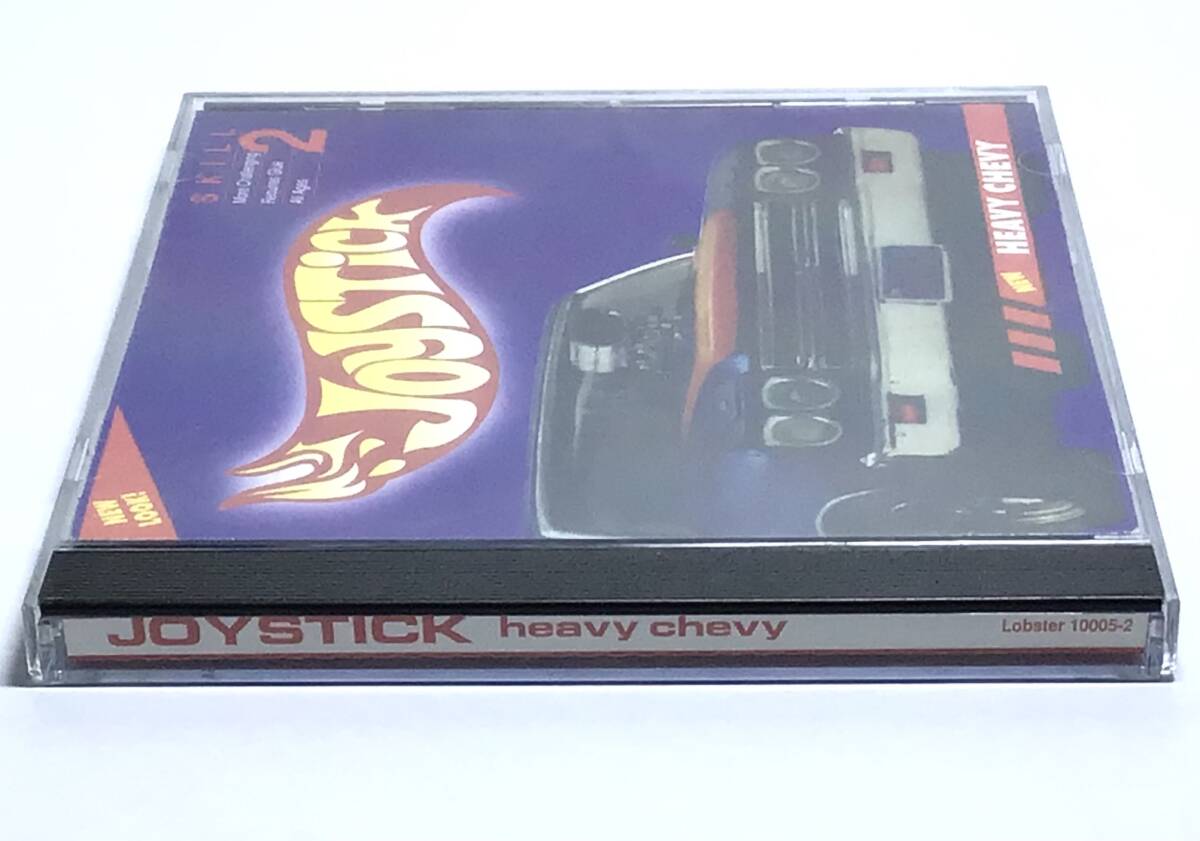 SKILL 2
More Challenging
Features Glue
All Ages
JOYSTICK
NEW
LOOK!
NEW HEAVY CHEVY
JOYSTICK heavy chevy
Lobster 10005-2